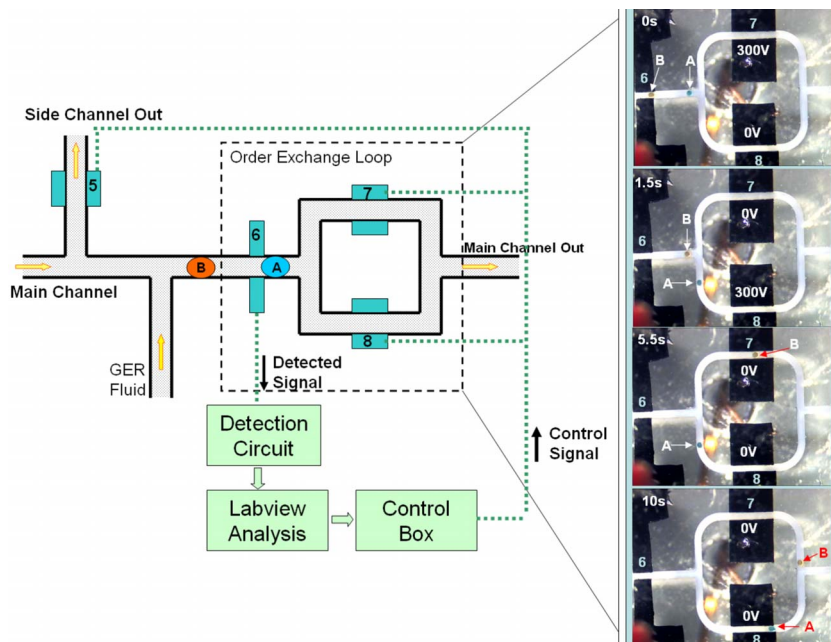 Side Channel Out
5
Order Exchange Loop
7
6
B
A
Main Channel Out
Main Channel
8
GER
Fluid
Detected
Signal
Detection
Circuit
Control
Signal
Labview
Analysis
Control
Box
0s
7
300V
B
A
6
0V
8
1.5s
7
0V
B
6
A
300V
8
5.5s
7
B
0V
6
A
0V
8
10s
7
0V
B
6
0V
A
8